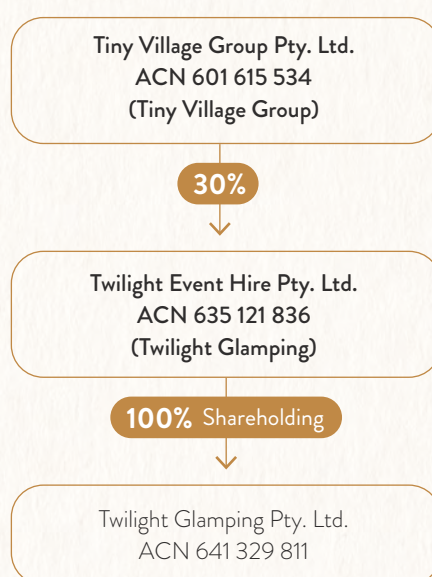 Tiny Village Group Pty. Ltd.
ACN 601 615 534
(Tiny Village Group)
30%
Twilight Event Hire Pty. Ltd.
ACN 635 121 836
(Twilight Glamping)
100% Shareholding
Twilight Glamping Pty. Ltd.
ACN 641 329 811